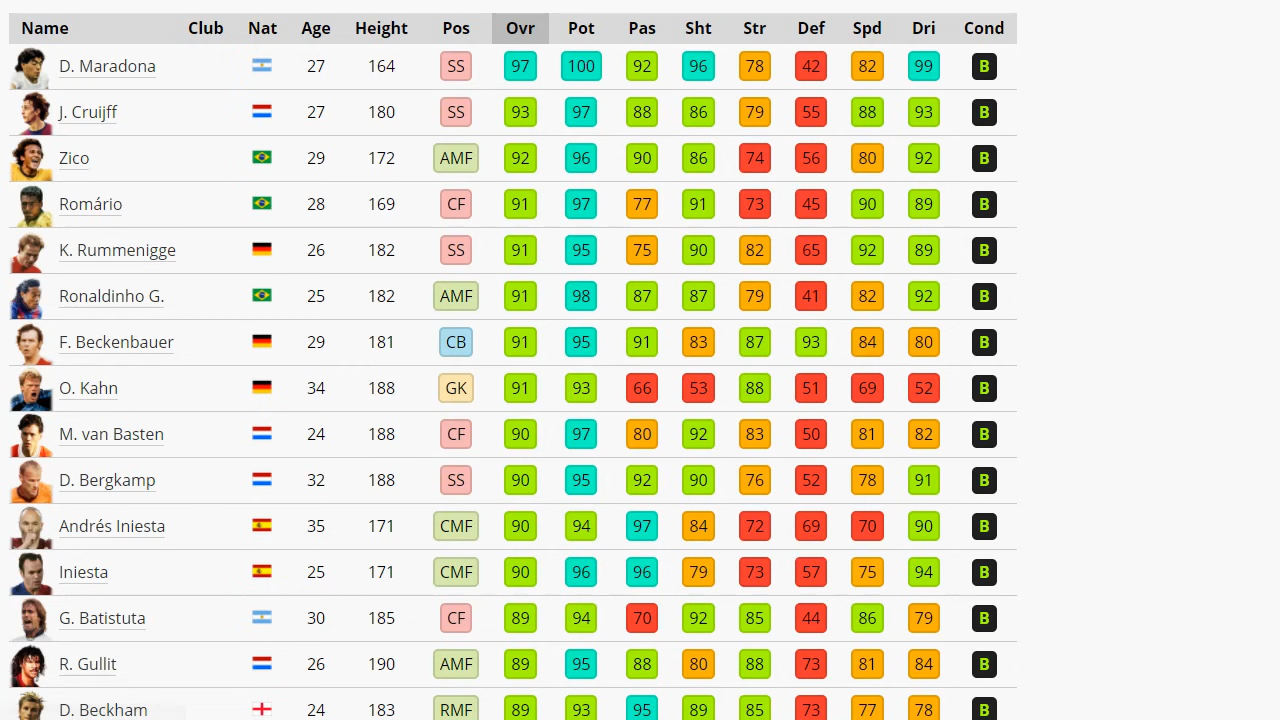 Name Club Nat Age Height Pos Ovr Pot Pas Sht Str Def Spd Dri Cond
D. Maradona 27 164 SS 97 100 92 96 78 42 82 99 B
J. Cruijff 27 180 SS 93 97 88 86 79 55 88 93 B
Zico 29 172 AMF 92 96 90 86 74 56 80 92 B
Romário 28 169 CF 91 97 77 91 73 45 90 89 B
K. Rummenigge 26 182 SS 91 95 75 90 82 65 92 89 B
Ronaldinho G. 25 182 AMF 91 98 87 87 79 41 82 92 B
F. Beckenbauer 29 181 CB 91 95 91 83 87 93 84 80 B
O. Kahn 34 188 GK 91 93 66 53 88 51 69 52 B
M. van Basten 24 188 CF 90 97 80 92 83 50 81 82 B
D. Bergkamp 32 188 SS 90 95 92 90 76 52 78 91 B
Andrés Iniesta 35 171 CMF 90 94 97 84 72 69 70 90 B
Iniesta 25 171 CMF 90 96 96 79 73 57 75 94 B
G. Batistuta 30 185 CF 89 94 70 92 85 44 86 79 B
R. Gullit 26 190 AMF 89 95 88 80 88 73 81 84 B
D. Beckham 24 183 RMF 89 93 95 89 85 73 77 78 B